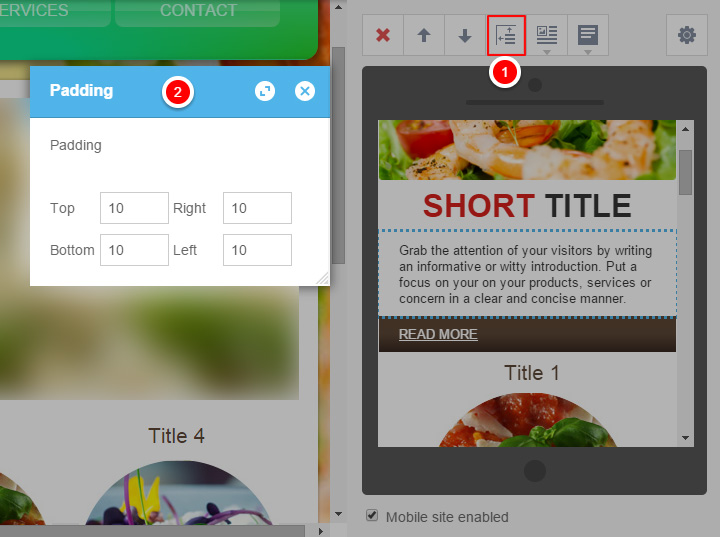 SERVICES
CONTACT
Padding
2
Padding
Top 10 Right 10
Bottom 10 Left 10
Title 4
1
SHORT TITLE
Grab the attention of your visitors by writing
an informative or witty introduction. Put a
focus on your on your products, services or
concern in a clear and concise manner.
READ MORE
Title 1
Mobile site enabled